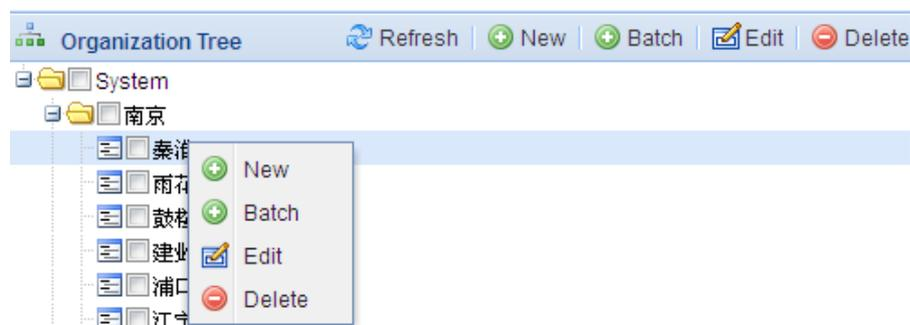 Organization Tree Refresh New Batch Edit Delete
System
南京
秦淮
雨花
鼓楼
建业
浦口
New
Batch
Edit
Delete